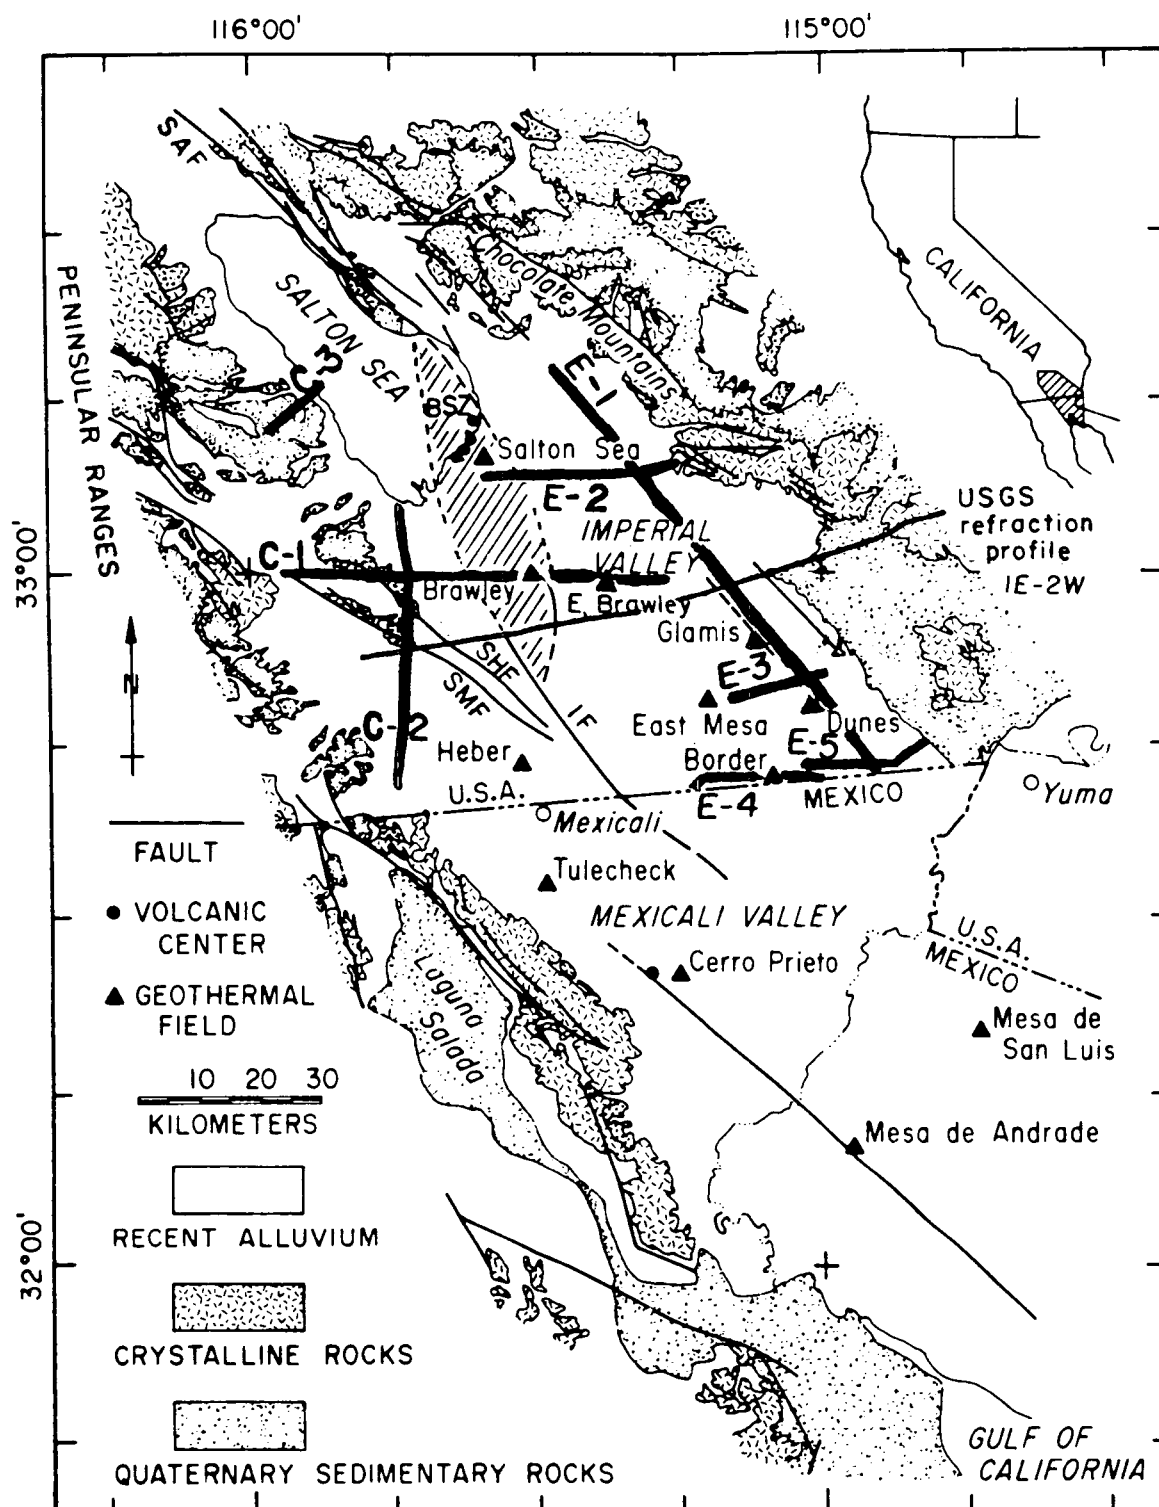 116°00'
115°00'
SAF
Chocolate
Mountains
CALIFORNIA
PENINSULAR RANGES
SALTON SEA
C-3
E-1
BSZ
Salton Sea
E-2
USGS
refraction
profile
1E-2W
IMPERIAL
VALLEY
33°00'
C-1
Brawley
E. Brawley
Glamis
N
SHF
SMF
E-3
IF
C-2
East Mesa
Dunes
Heber
Border
E-5
U.S.A.
E-4
MEXICO
Yuma
Mexicali
FAULT
Tulecheck
VOLCANIC
CENTER
MEXICALI VALLEY
U.S.A.
MEXICO
Cerro Prieto
GEOTHERMAL
FIELD
Laguna
Salada
Mesa de
San Luis
10 20 30
KILOMETERS
Mesa de Andrade
RECENT ALLUVIUM
32°00'
CRYSTALLINE ROCKS
QUATERNARY SEDIMENTARY ROCKS
GULF OF
CALIFORNIA